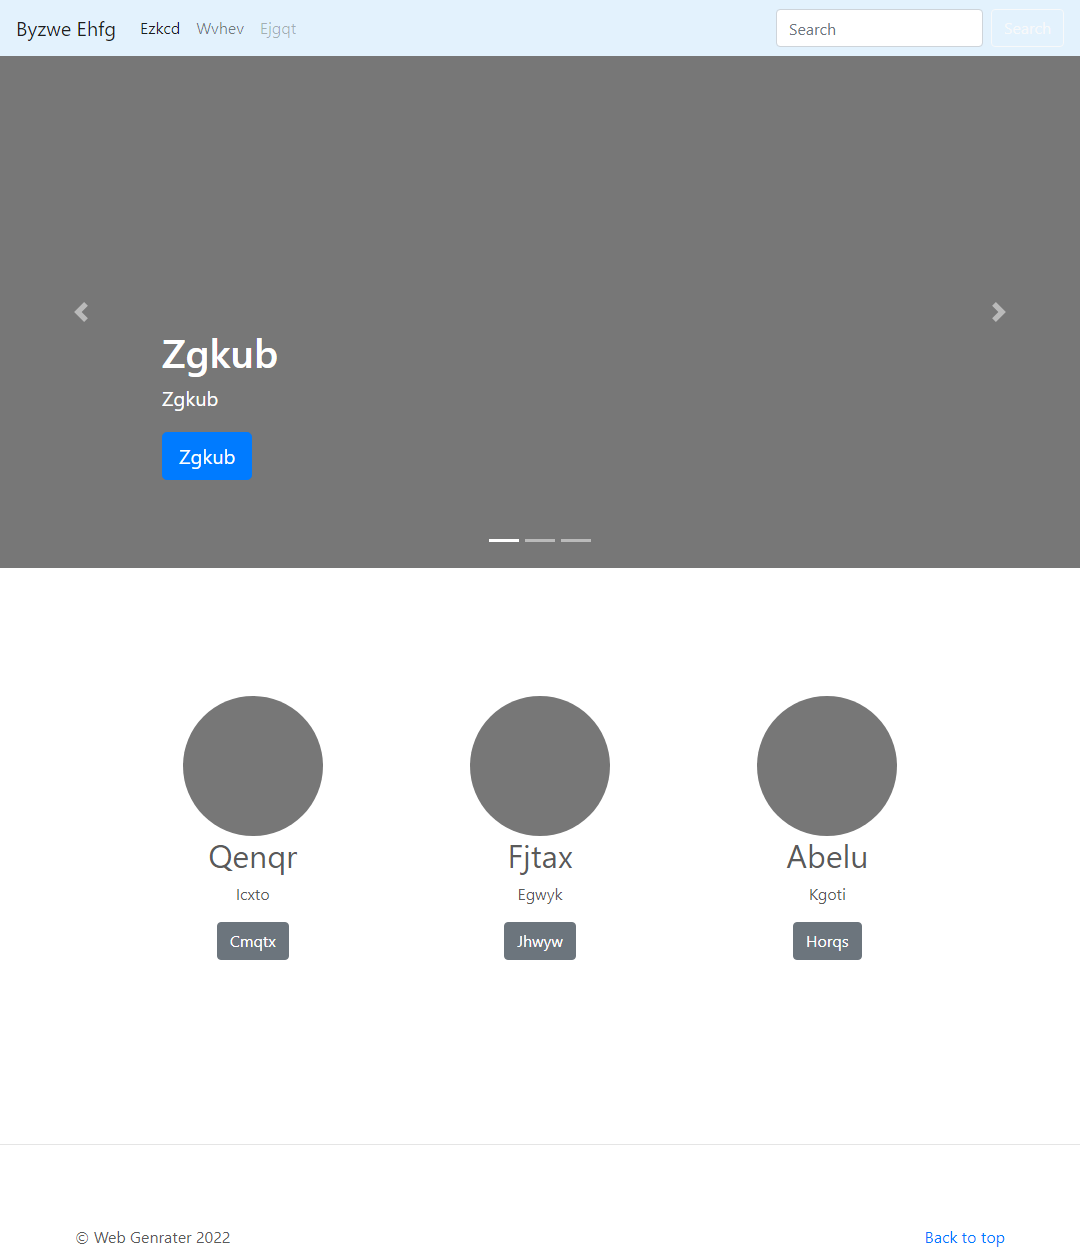 Byzwe Ehfg Ezkcd Wvhev Ejgqt Search Search
Zgkub
Zgkub
Zgkub
Qenqr Fjtax Abelu
Icxto Egwyk Kgoti
Cmqtx Jhwyw Horqs
© Web Genrater 2022 Back to top